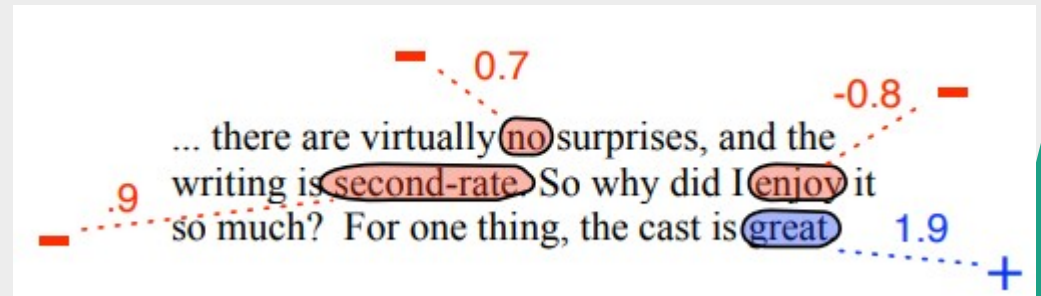 − 0.7
-0.8 −
... there are virtually no surprises, and the
writing is second-rate. So why did I enjoy it
.9
so much? For one thing, the cast is great 1.9
− +